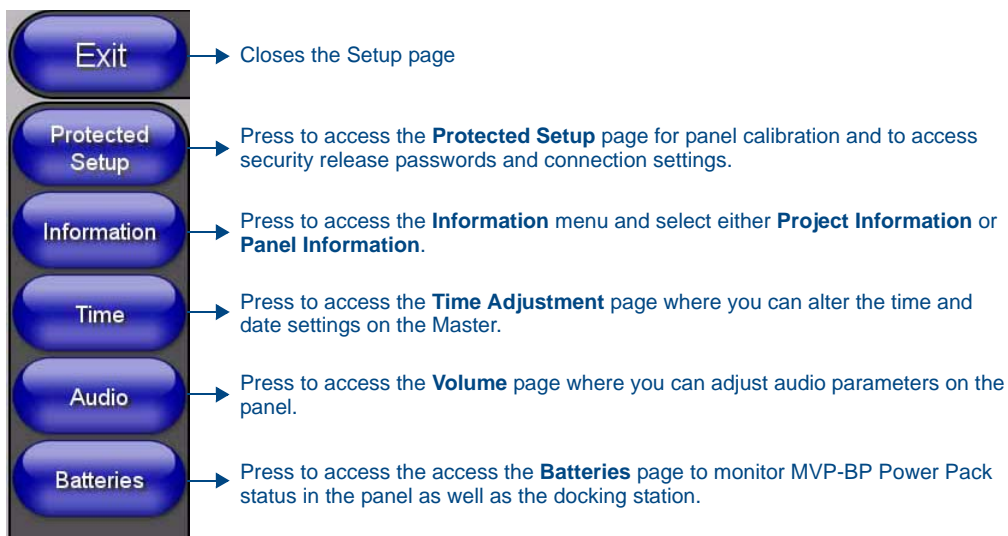 Exit
Closes the Setup page
Protected
Setup
Press to access the Protected Setup page for panel calibration and to access
security release passwords and connection settings.
Information
Press to access the Information menu and select either Project Information or
Panel Information.
Time
Press to access the Time Adjustment page where you can alter the time and
date settings on the Master.
Audio
Press to access the Volume page where you can adjust audio parameters on the
panel.
Batteries
Press to access the access the Batteries page to monitor MVP-BP Power Pack
status in the panel as well as the docking station.